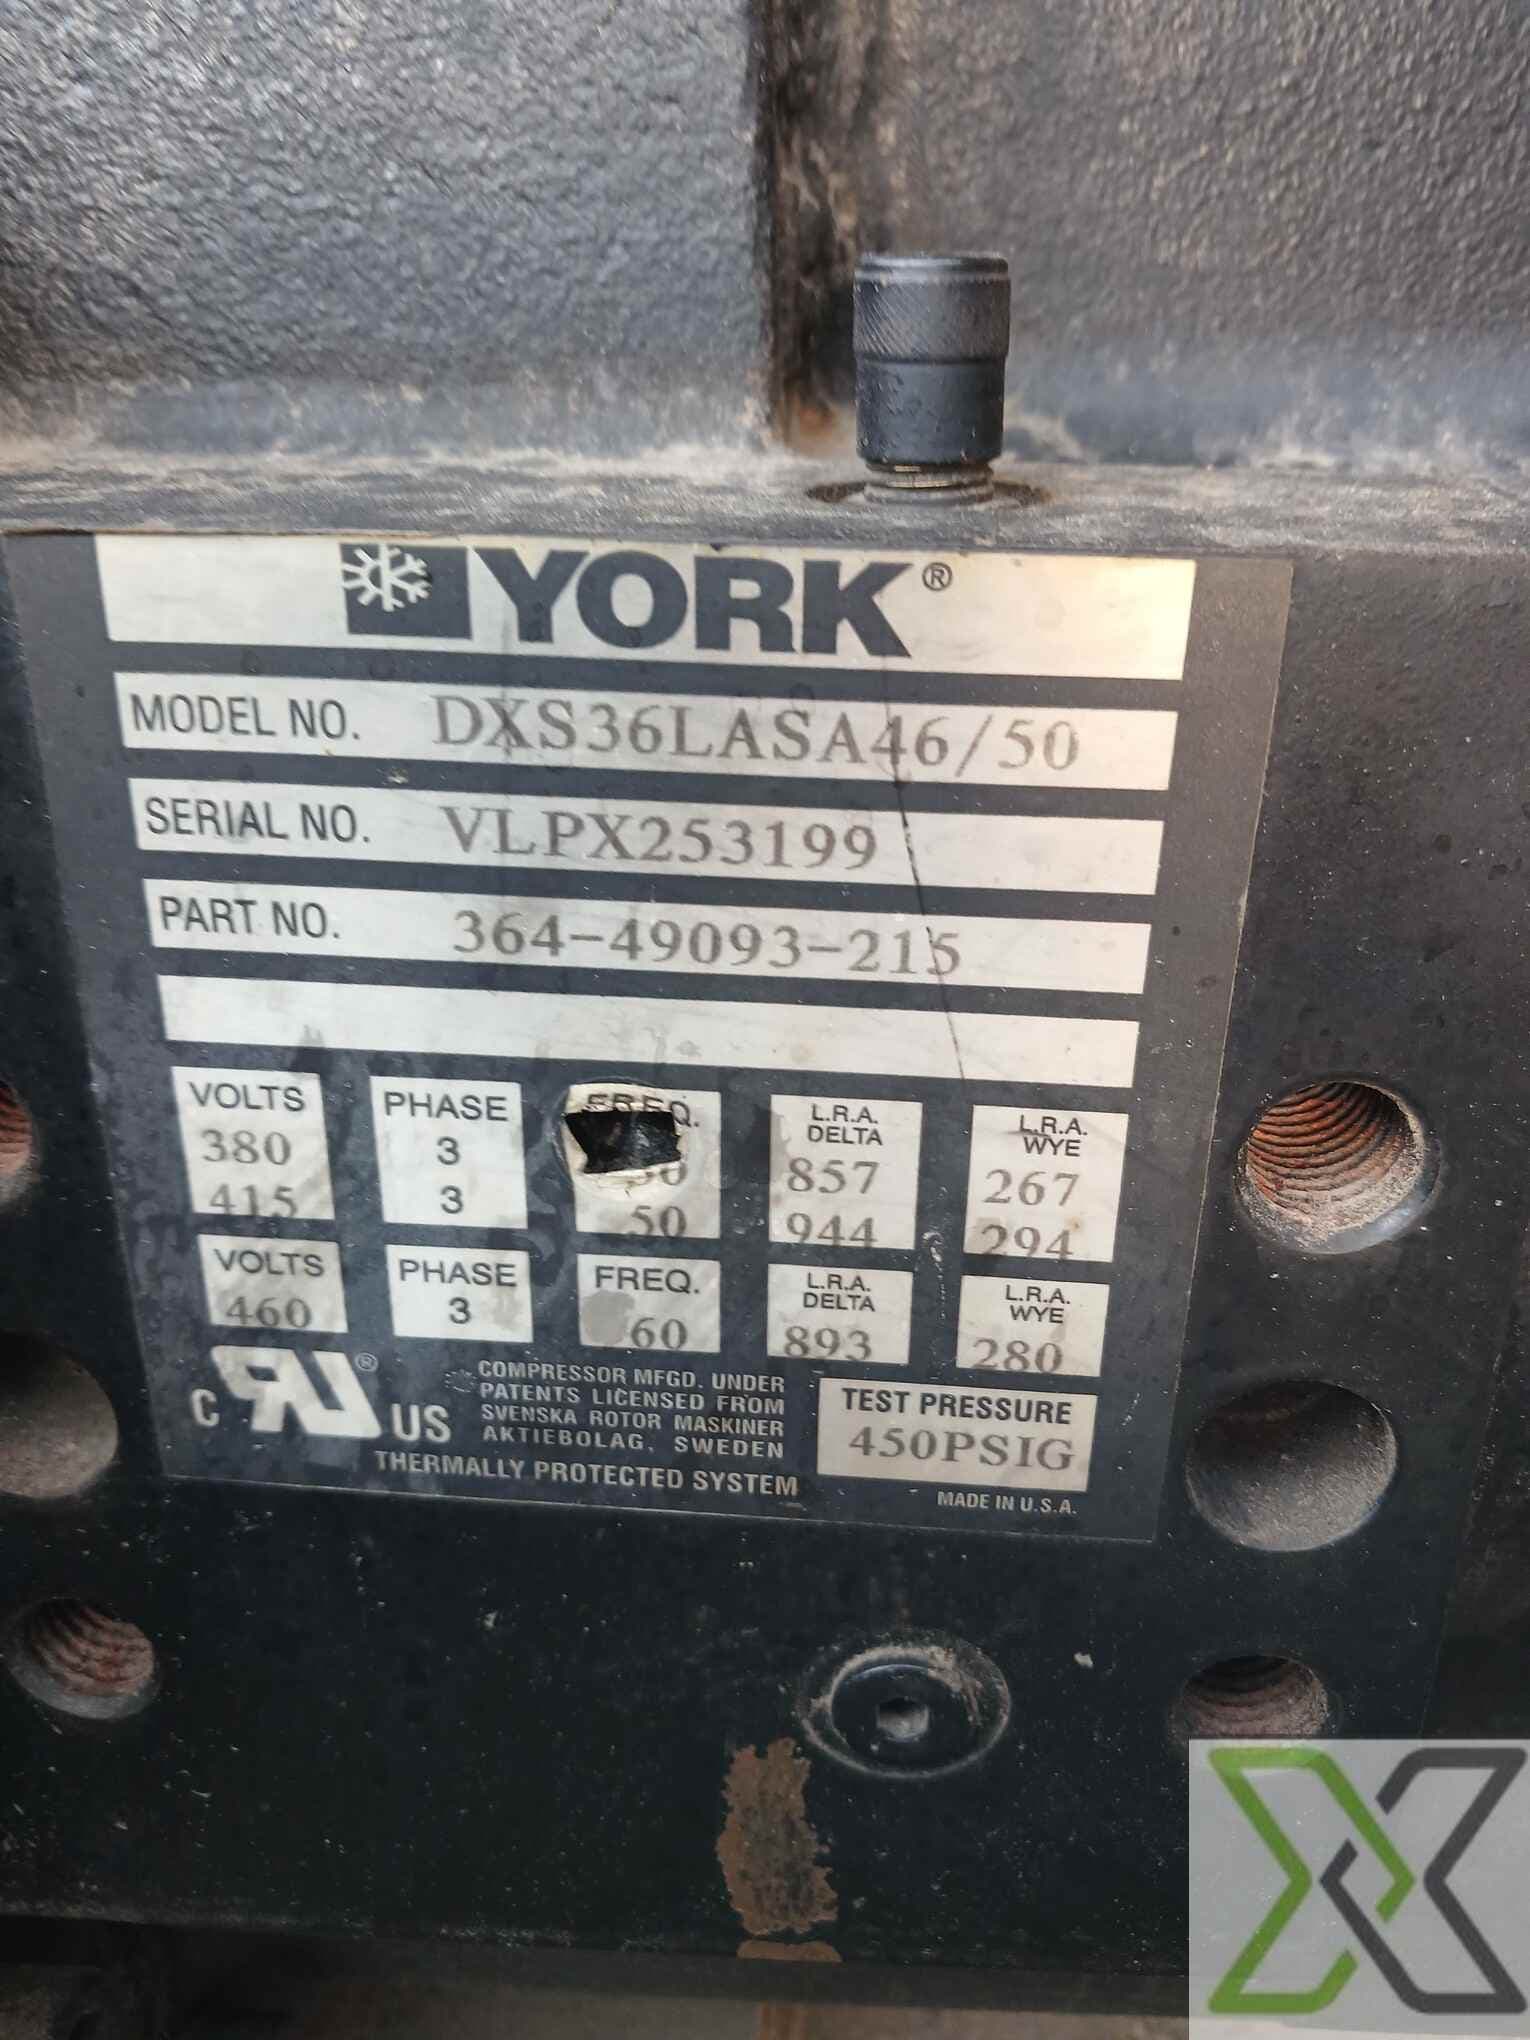 YORK®
MODEL NO. DXS36LASA46/50
SERIAL NO. VLPX253199
PART NO. 364-49093-215
VOLTS PHASE FREQ. L.R.A. DELTA L.R.A. WYE
380 3 857 267
415 3 50 944 294
VOLTS PHASE FREQ. L.R.A. DELTA L.R.A. WYE
460 3 60 893 280
C RU® US
COMPRESSOR MFGD. UNDER
PATENTS LICENSED FROM
SVENSKA ROTOR MASKINER
AKTIEBOLAG, SWEDEN
THERMALLY PROTECTED SYSTEM
TEST PRESSURE
450PSIG
MADE IN U.S.A.